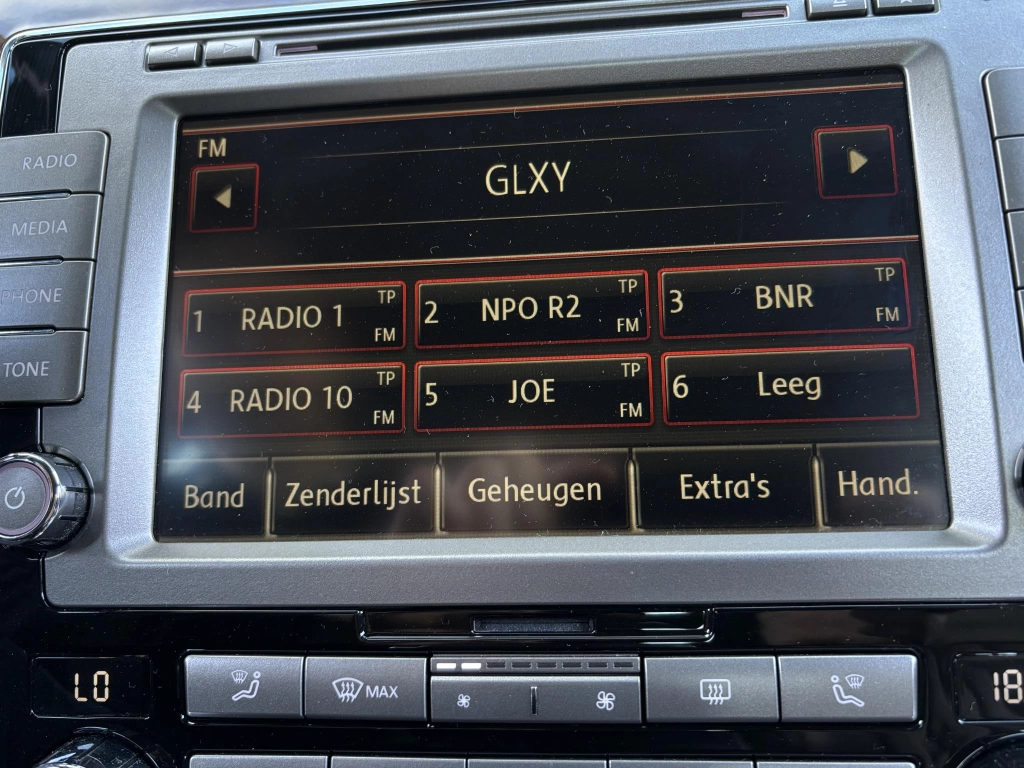 FM
GLXY
RADIO
MEDIA
PHONE
TONE
1 RADIO 1 TP FM
2 NPO R2 TP FM
3 BNR TP FM
4 RADIO 10 TP FM
5 JOE TP FM
6 Leeg
Band Zenderlijst Geheugen Extra's Hand.
LO MAX 18